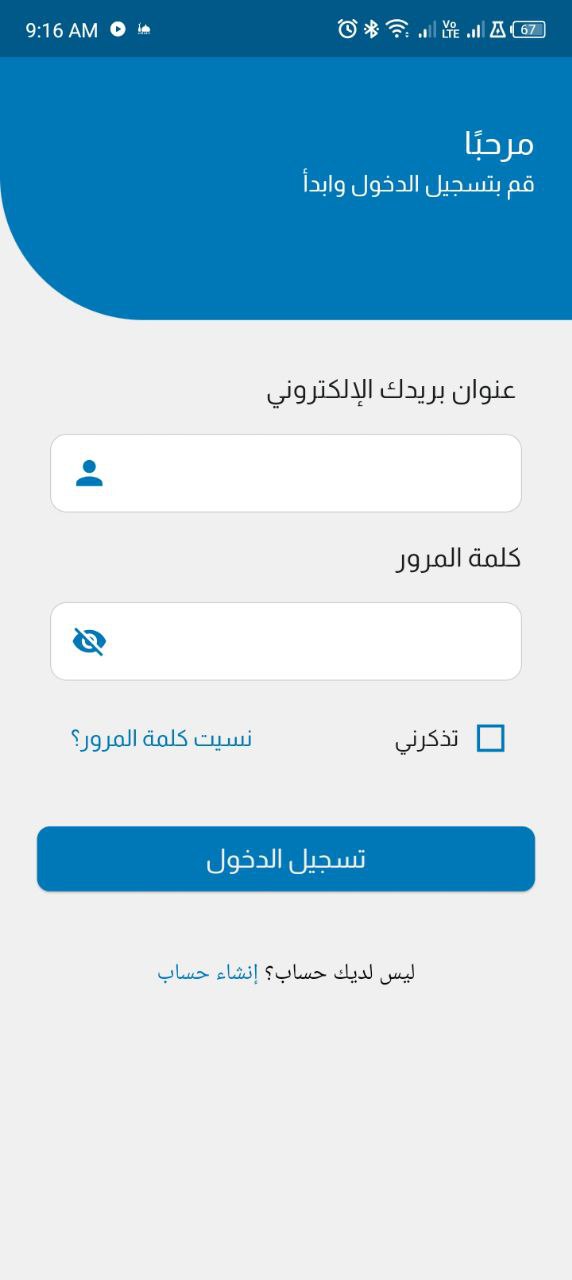 9:16 AM Vo LTE 67
مرحبًا
قم بتسجيل الدخول وابدأ
عنوان بريدك الإلكتروني
كلمة المرور
تذكرني نسيت كلمة المرور؟
تسجيل الدخول
ليس لديك حساب؟ إنشاء حساب